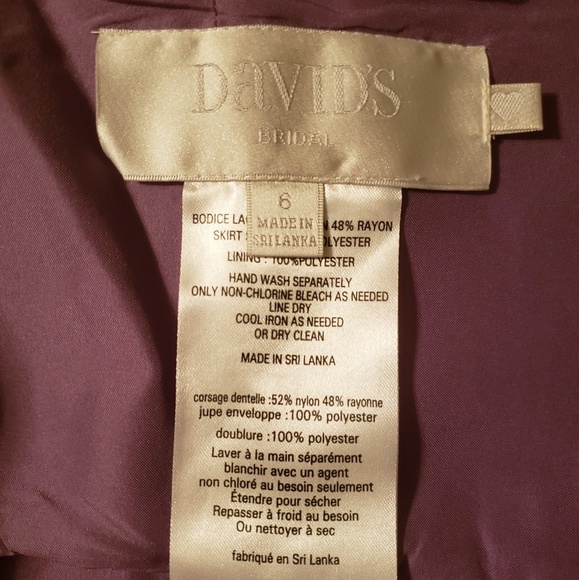 DaVID'S
BRIDAL
6
MADE IN
SRI LANKA
BODICE 48% RAYON
SKIRT
LINING : 100%POLYESTER
HAND WASH SEPARATELY
ONLY NON-CHLORINE BLEACH AS NEEDED
LINE DRY
COOL IRON AS NEEDED
OR DRY CLEAN
MADE IN SRI LANKA
corsage dentelle :52% nylon 48% rayonne
jupe enveloppe :100% polyester
doublure :100% polyester
Laver à la main séparément
blanchir avec un agent
non chloré au besoin seulement
Étendre pour sécher
Repasser à froid au besoin
Ou nettoyer à sec
fabriqué en Sri Lanka